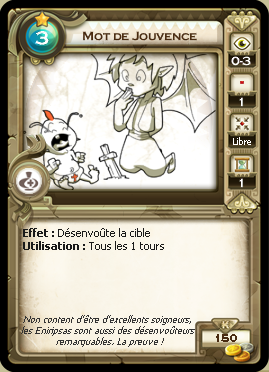 3
MOT DE JOUVENCE
0-3
1
Libre
1
Effet : Désenvoûte la cible
Utilisation : Tous les 1 tours
Non content d'être d'excellents soigneurs,
les Eniripsas sont aussi des désenvoûteurs
remarquables. La preuve !
K
150